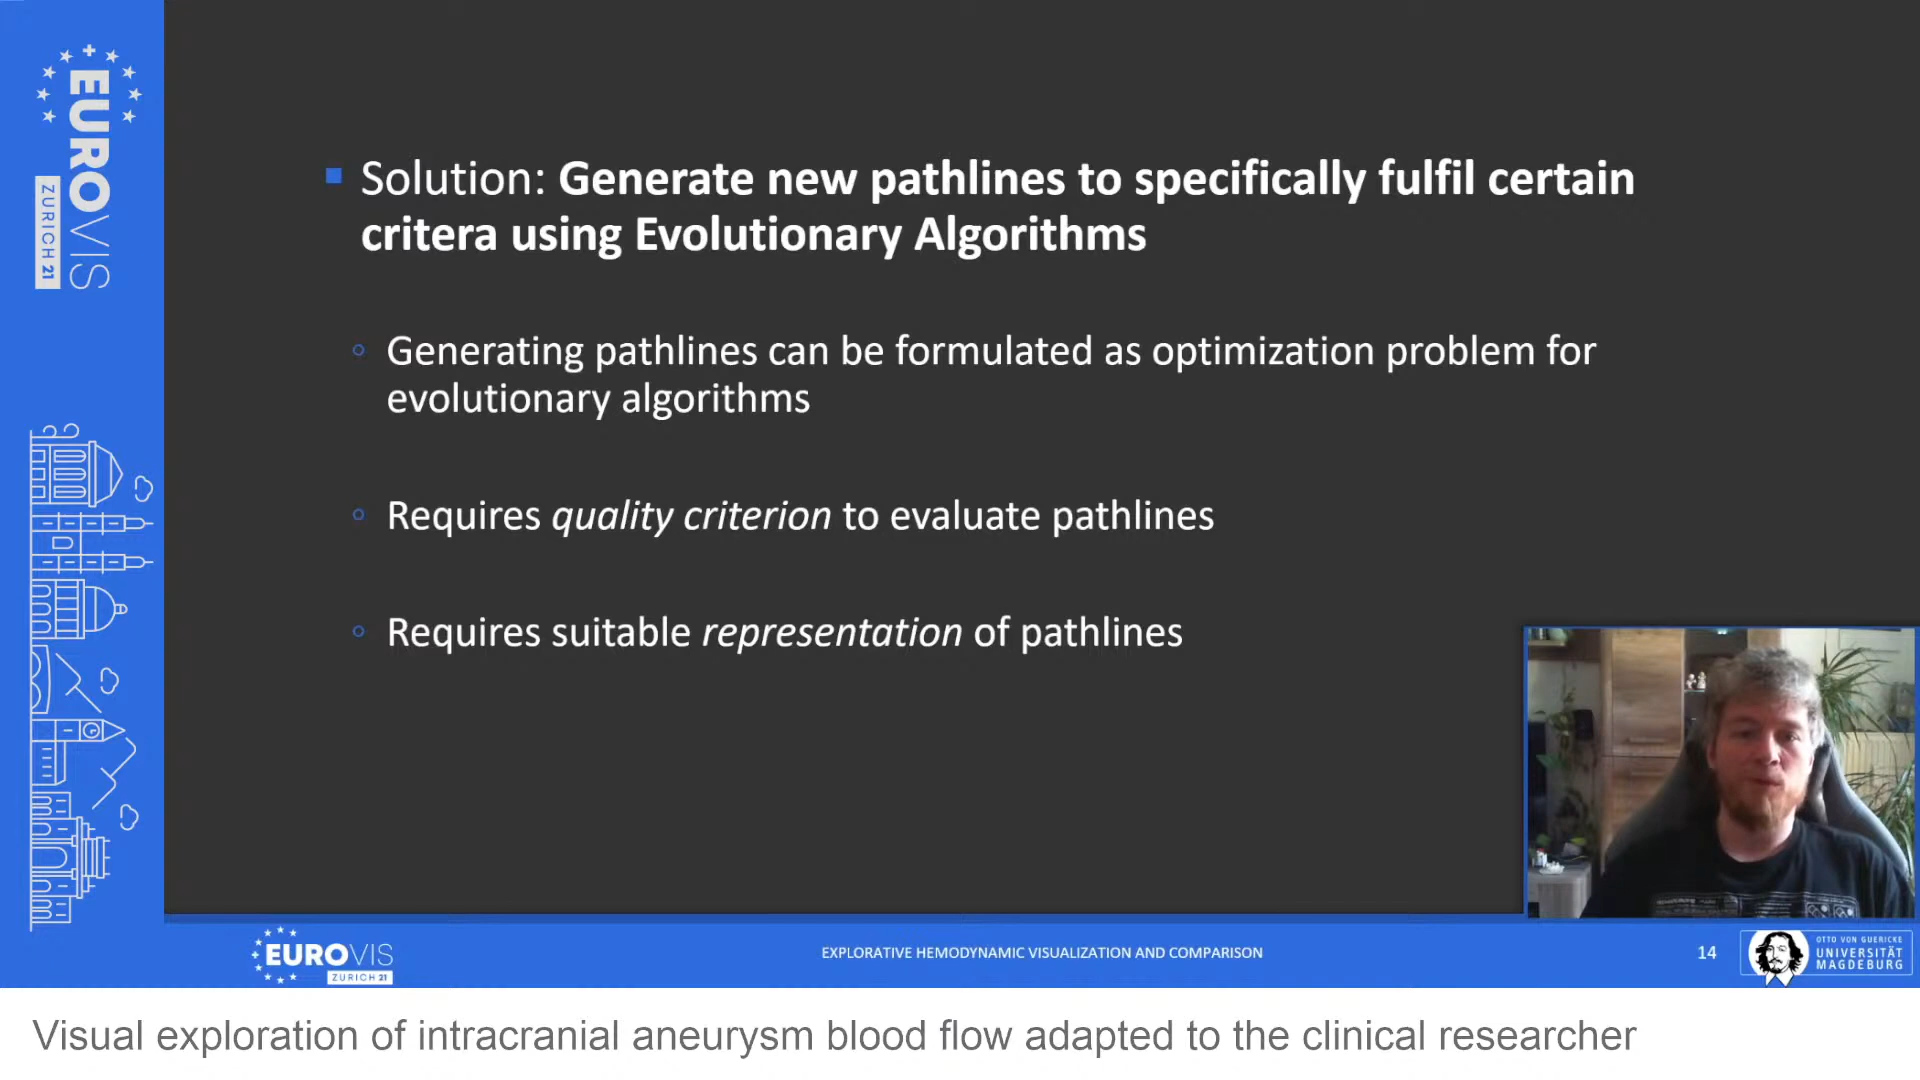 EUROVIS
ZURICH 21
Solution: Generate new pathlines to specifically fulfil certain
critera using Evolutionary Algorithms
Generating pathlines can be formulated as optimization problem for
evolutionary algorithms
Requires quality criterion to evaluate pathlines
Requires suitable representation of pathlines
EUROVIS
ZURICH 21
EXPLORATIVE HEMODYNAMIC VISUALIZATION AND COMPARISON
14
OTTO VON GUERICKE
UNIVERSITÄT
MAGDEBURG
Visual exploration of intracranial aneurysm blood flow adapted to the clinical researcher